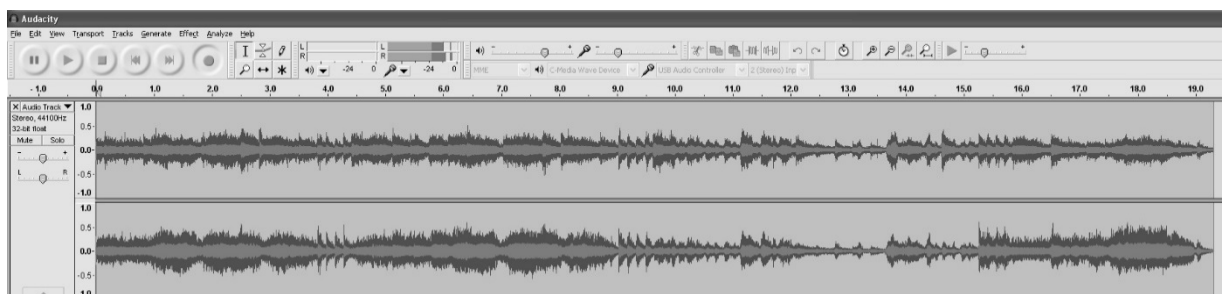 Audacity
File Edit View Transport Tracks Generate Effect Analyze Help
L L
R R
-24 0 -24 0
MME C-Media Wave Device USB Audio Controller 2 (Stereo) Inp
- 1.0 0.0 1.0 2.0 3.0 4.0 5.0 6.0 7.0 8.0 9.0 10.0 11.0 12.0 13.0 14.0 15.0 16.0 17.0 18.0 19.0
X Audio Track 1.0
Stereo, 44100Hz
32-bit float 0.5-
Mute Solo
- + 0.0-
L R -0.5-
-1.0
1.0
0.5-
0.0-
-0.5-
-1.0